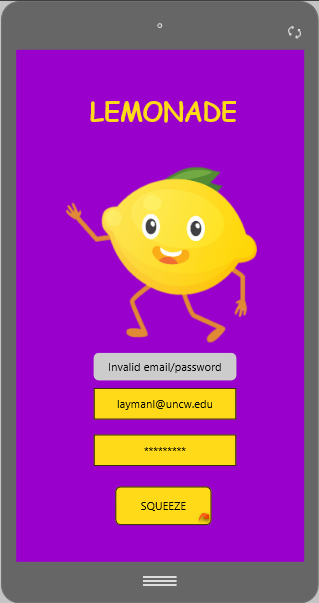 LEMONADE
Invalid email/password
laymanl@uncw.edu
*********
SQUEEZE